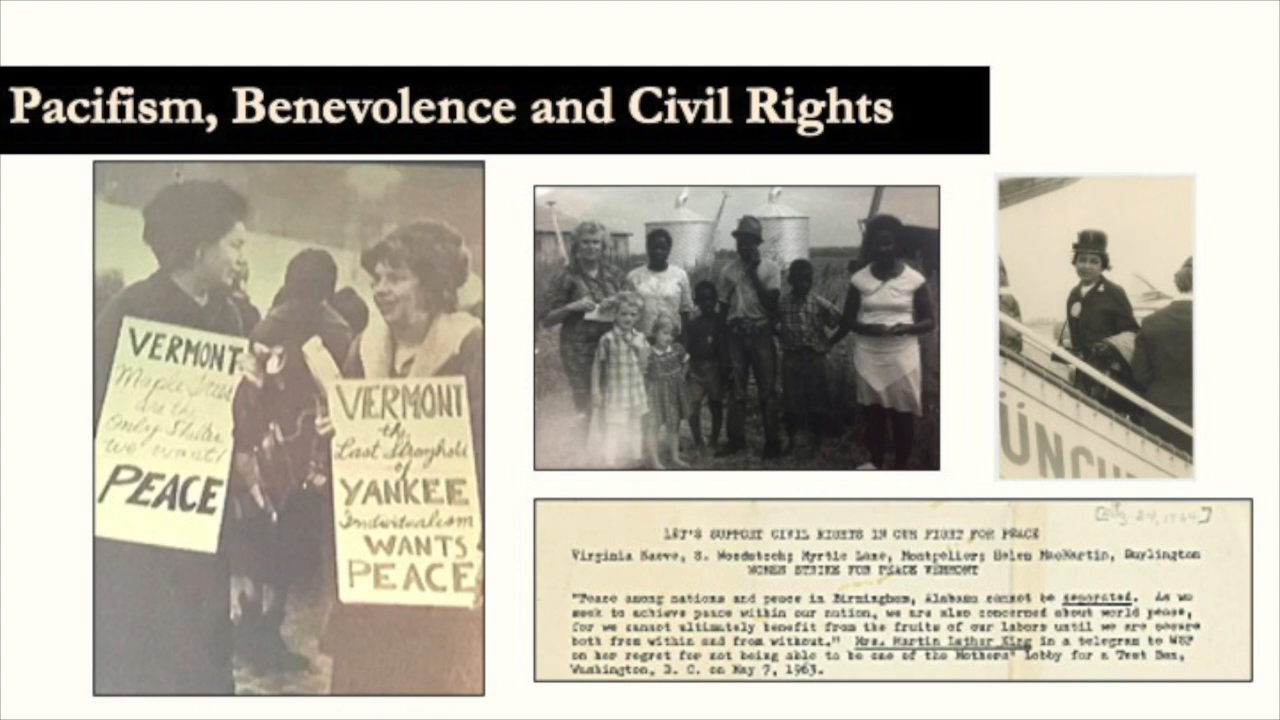 Pacifism, Benevolence and Civil Rights
VERMONT
Maple Trees
are the
Only Shelter
we want!
PEACE
VERMONT
the
Last Stronghold
of
YANKEE
Individualism
WANTS
PEACE
ÜNCH
LET'S SUPPORT CIVIL RIGHTS IN OUR FIGHT FOR PEACE
Virginia Naeve, S. Woodstock; Myrtle Lane, Montpelier; Helen MacMartin, Burlington
WOMEN STRIKE FOR PEACE VERMONT
"Peace among nations and peace in Birmingham, Alabama cannot be separated. As we
seek to achieve peace within our nation, we are also concerned about world peace,
for we cannot ultimately benefit from the fruits of our labors until we are secure
both from within and from without." Mrs. Martin Luther King in a telegram to WSP
on her regret for not being able to be one of the Mothers' Lobby for a Test Ban,
Washington, D. C. on May 7, 1963.